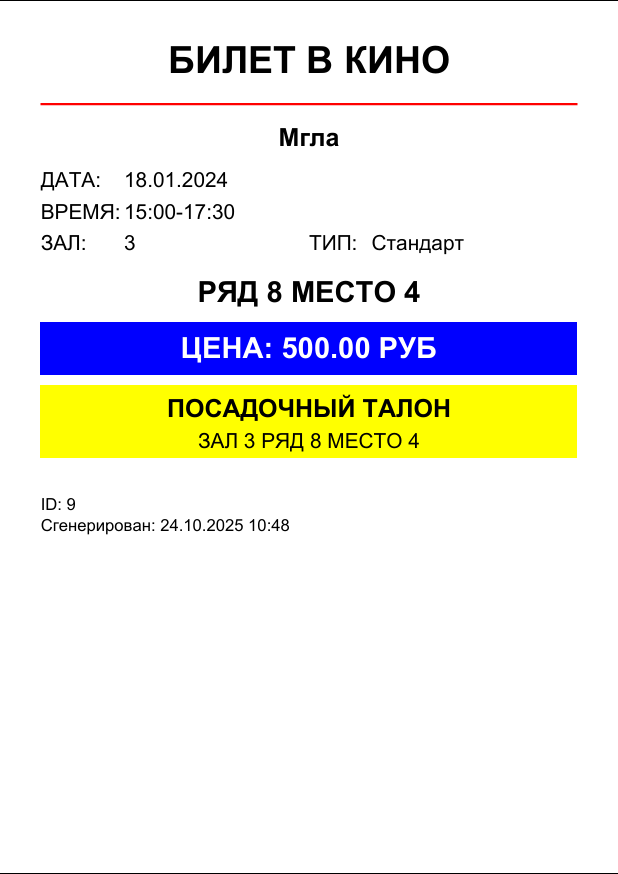 БИЛЕТ В КИНО
Мгла
ДАТА: 18.01.2024
ВРЕМЯ: 15:00-17:30
ЗАЛ: 3 ТИП: Стандарт
РЯД 8 МЕСТО 4
ЦЕНА: 500.00 РУБ
ПОСАДОЧНЫЙ ТАЛОН
ЗАЛ 3 РЯД 8 МЕСТО 4
ID: 9
Сгенерирован: 24.10.2025 10:48